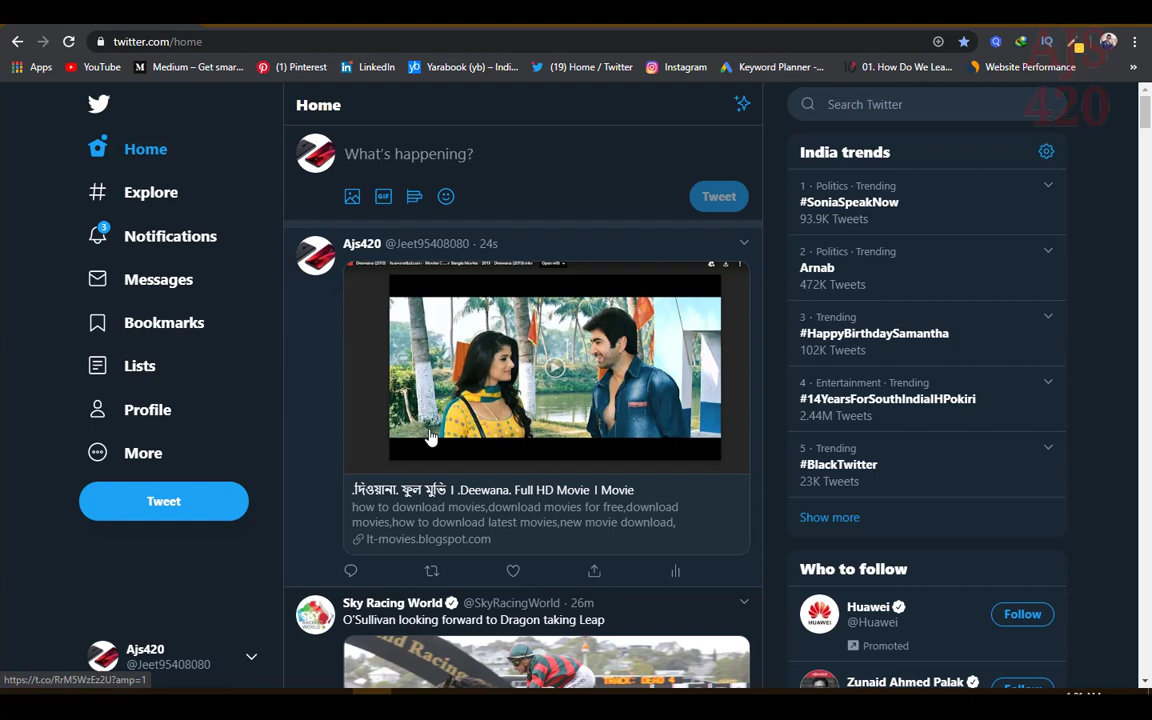 twitter.com/home
Apps YouTube Medium – Get smar... Pinterest LinkedIn Yarabook (yb) – Indi... (19) Home / Twitter Instagram Keyword Planner -... 01. How Do We Lea... Website Performance »
Ajs
420
Home
Explore
Notifications
3
Messages
Bookmarks
Lists
Profile
More
Tweet
Ajs420
@Jeet95408080
https://t.co/RrM5WzEz2U?amp=1
Home
What's happening?
GIF
Tweet
Ajs420 @Jeet95408080 · 24s
.দিওয়ানা. ফুল মুভি । .Deewana. Full HD Movie । Movie
how to download movies,download movies for free,download
movies,how to download latest movies,new movie download,
lt-movies.blogspot.com
Sky Racing World @SkyRacingWorld · 26m
O'Sullivan looking forward to Dragon taking Leap
Search Twitter
India trends
1 · Politics · Trending
#SoniaSpeakNow
93.9K Tweets
2 · Politics · Trending
Arnab
472K Tweets
3 · Trending
#HappyBirthdaySamantha
102K Tweets
4 · Entertainment · Trending
#14YearsForSouthIndialHPokiri
2.44M Tweets
5 · Trending
#BlackTwitter
23K Tweets
Show more
Who to follow
HUAWEI
Huawei
@Huawei
Follow
Promoted
Zunaid Ahmed Palak